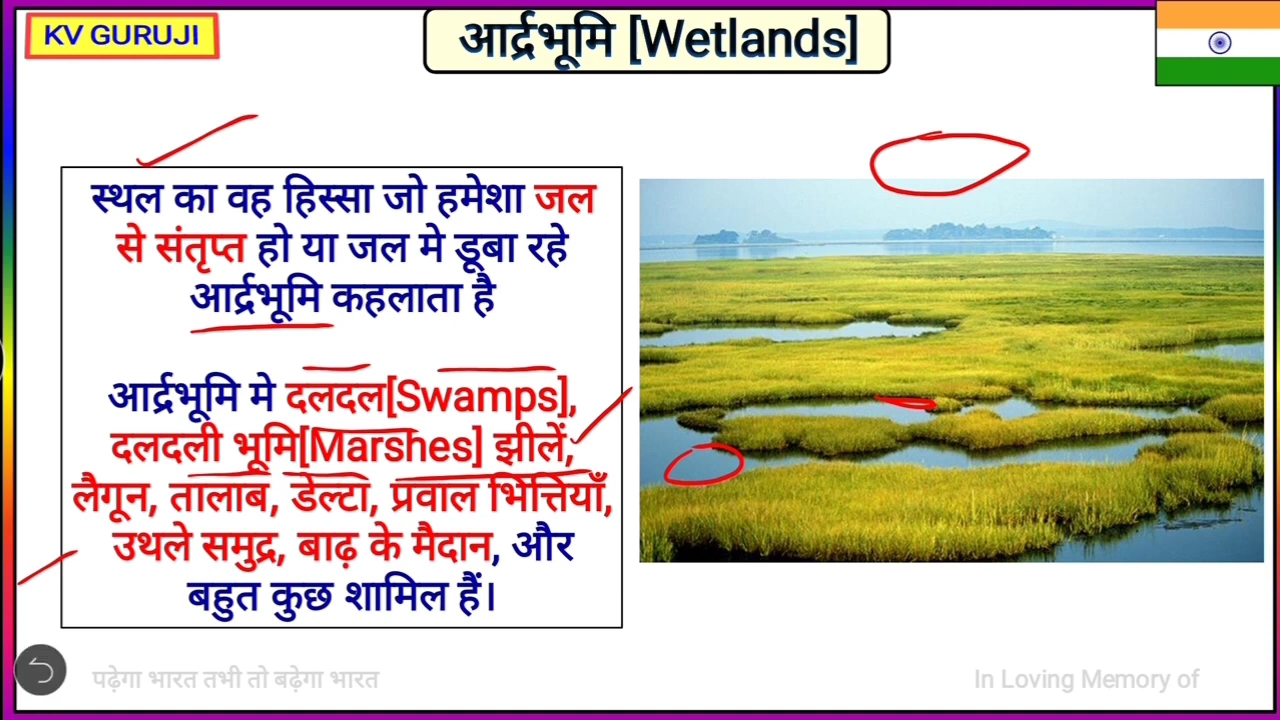 KV GURUJI
आर्द्रभूमि [Wetlands]
स्थल का वह हिस्सा जो हमेशा जल
से संतृप्त हो या जल मे डूबा रहे
आर्द्रभूमि कहलाता है
आर्द्रभूमि मे दलदल[Swamps],
दलदली भूमि[Marshes] झीलें,
लैगून, तालाब, डेल्टा, प्रवाल भित्तियाँ,
उथले समुद्र, बाढ़ के मैदान, और
बहुत कुछ शामिल हैं।
पढ़ेगा भारत तभी तो बढ़ेगा भारत
In Loving Memory of